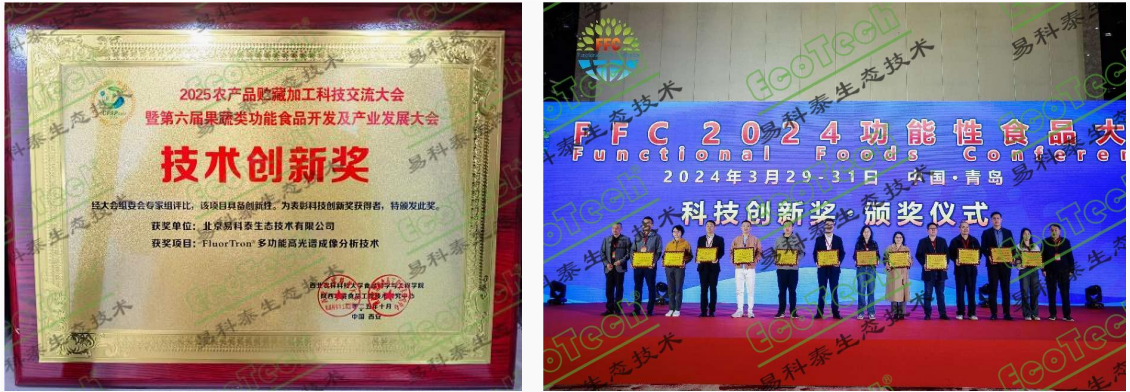 2025农产品贮藏加工科技交流大会
暨第六届果蔬类功能食品开发及产业发展大会
技术创新奖
经大会组委会专家组评比，该项目具备创新性。为表彰科技创新奖获得者，特颁发此奖。
获奖单位：北京易科泰生态技术有限公司
获奖项目：FluorTron®多功能高光谱成像分析技术
中国 西安
FFC
FFC 2024功能性食品大
Functional Foods Conferen
2024年3月29-31日 中国·青岛
科技创新奖 颁奖仪式
EcoTech®
易科泰生态技术